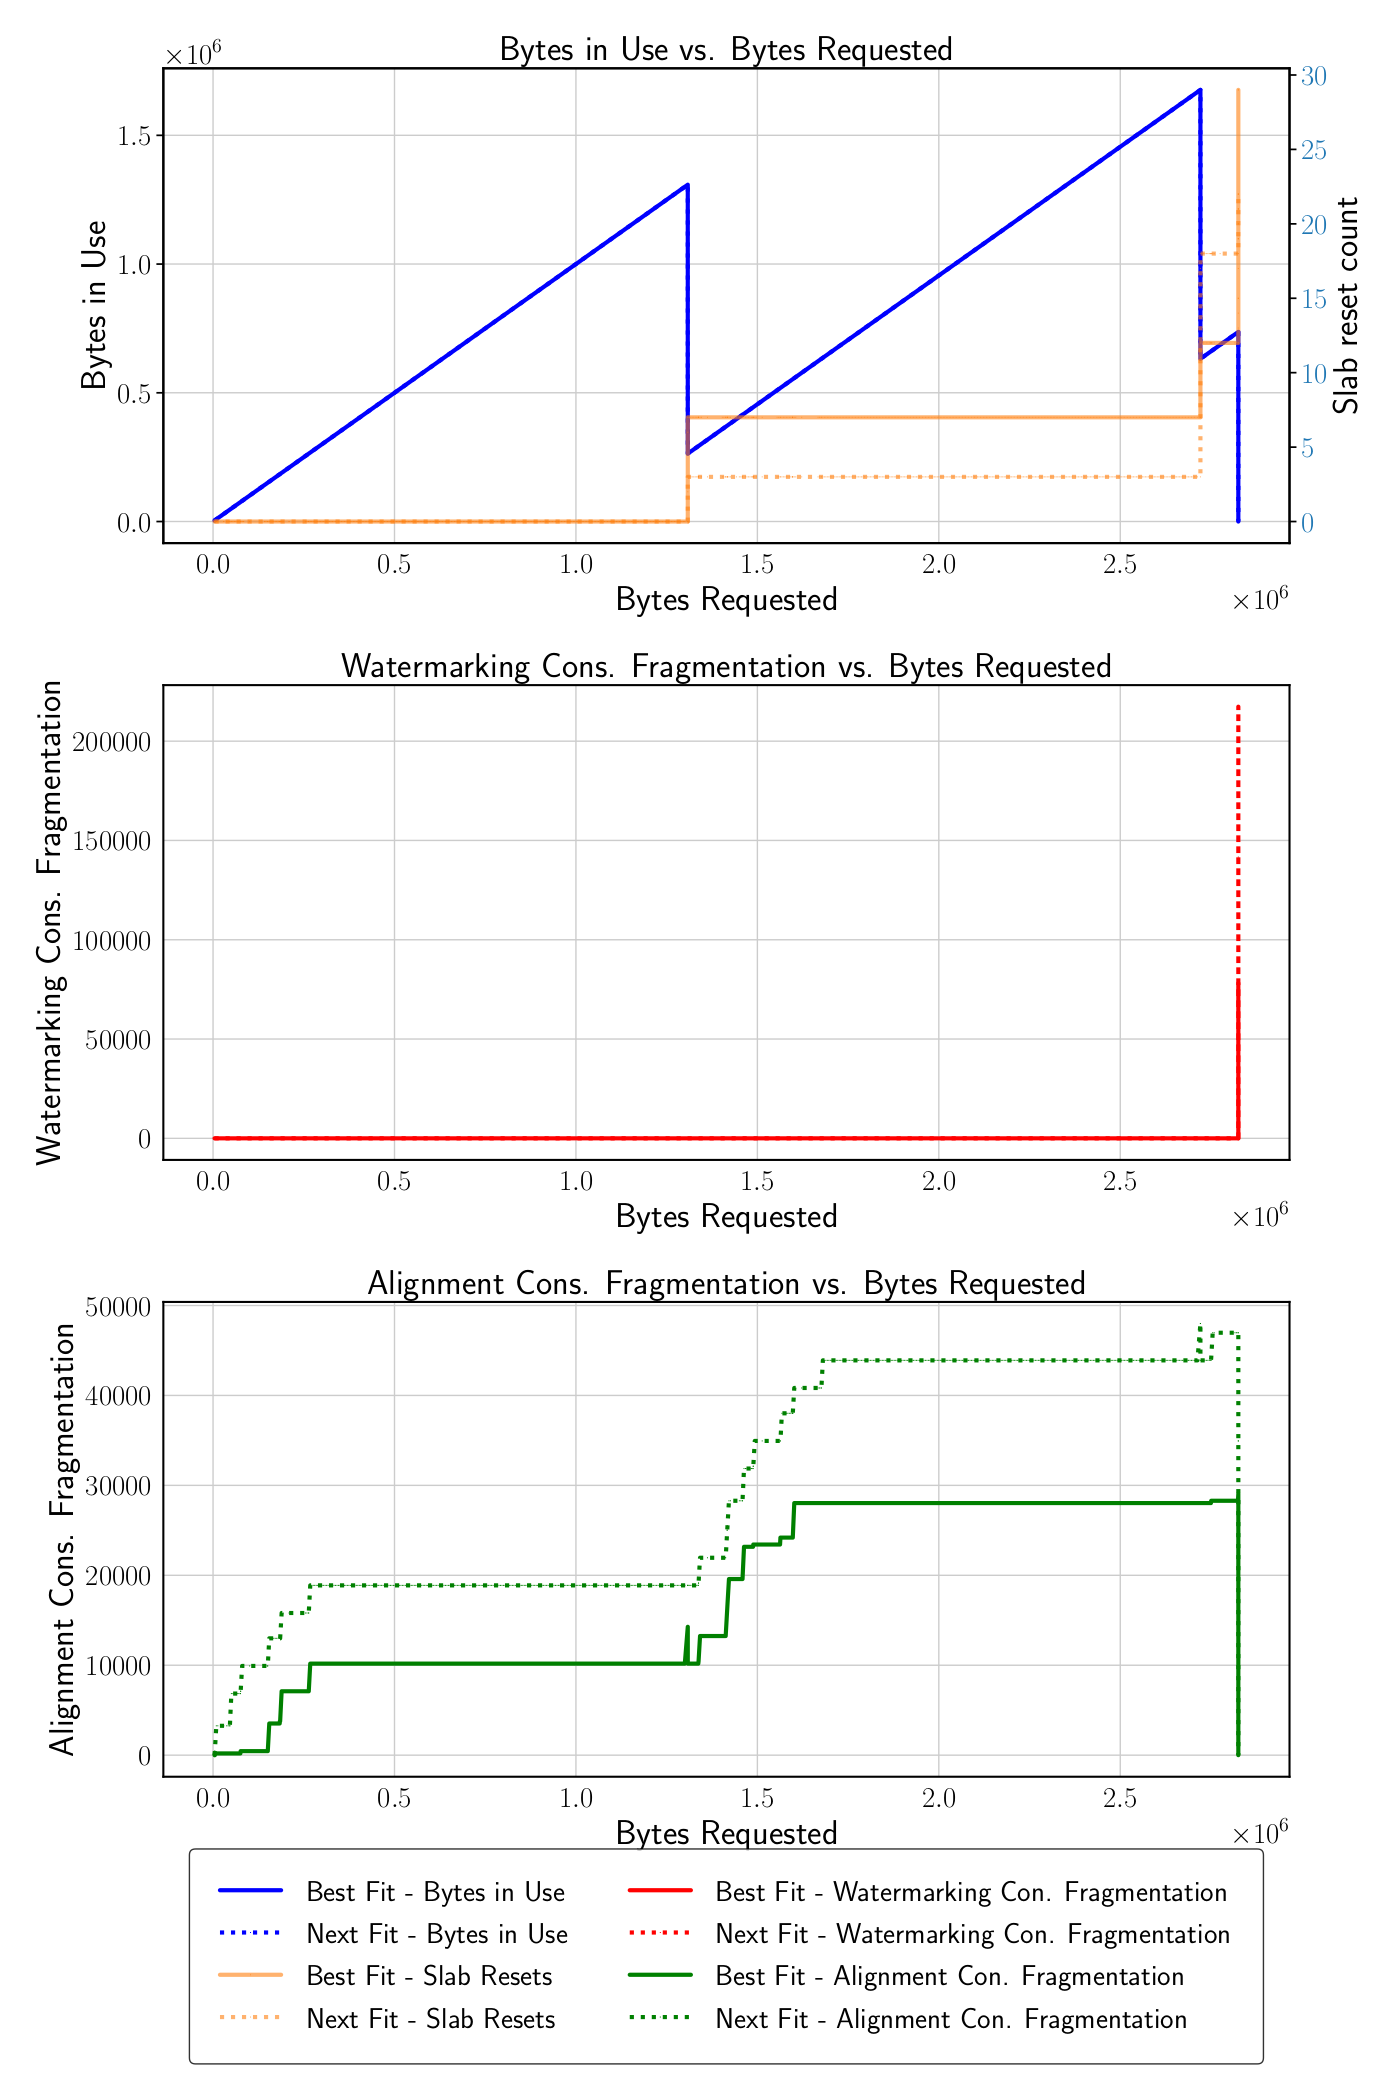 Bytes in Use vs. Bytes Requested
×10⁶
1.5
1.0
0.5
0.0
Bytes in Use
30
25
20
15
10
5
0
Slab reset count
0.0 0.5 1.0 1.5 2.0 2.5
Bytes Requested
×10⁶
Watermarking Cons. Fragmentation vs. Bytes Requested
200000
150000
100000
50000
0
Watermarking Cons. Fragmentation
0.0 0.5 1.0 1.5 2.0 2.5
Bytes Requested
×10⁶
Alignment Cons. Fragmentation vs. Bytes Requested
50000
40000
30000
20000
10000
0
Alignment Cons. Fragmentation
0.0 0.5 1.0 1.5 2.0 2.5
Bytes Requested
×10⁶
Best Fit - Bytes in Use
Next Fit - Bytes in Use
Best Fit - Slab Resets
Next Fit - Slab Resets
Best Fit - Watermarking Con. Fragmentation
Next Fit - Watermarking Con. Fragmentation
Best Fit - Alignment Con. Fragmentation
Next Fit - Alignment Con. Fragmentation